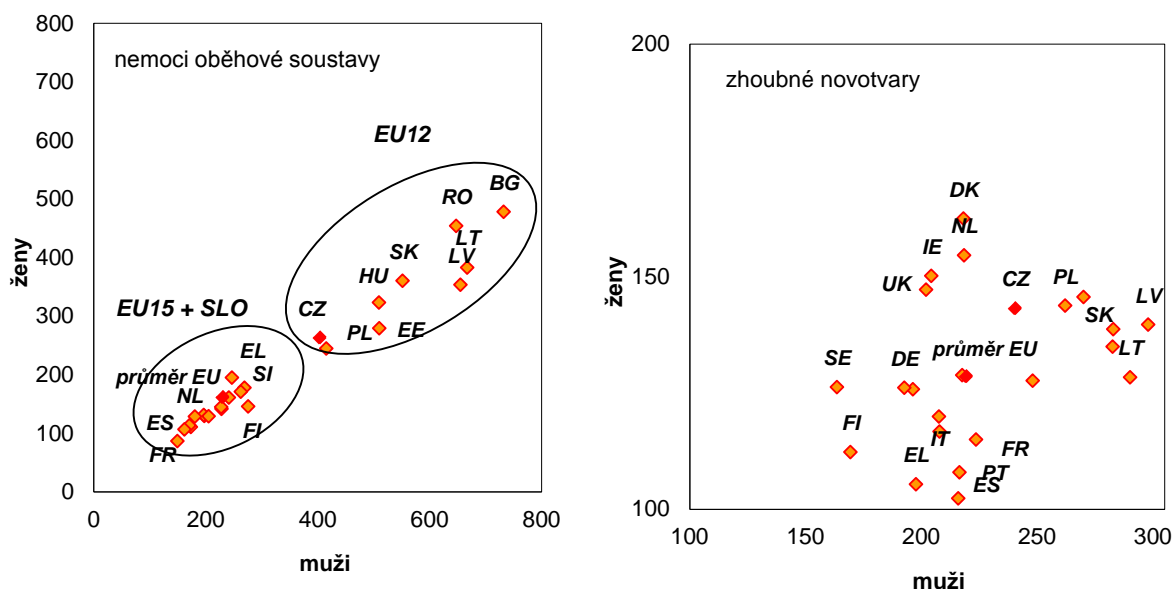 800
700
600
500
400
300
200
100
0
ženy
nemoci oběhové soustavy
EU12
BG
RO
LT
LV
SK
HU
EU15 + SLO
CZ
PL
EE
EL
SI
průměr EU
NL
ES
FI
FR
0
200
400
600
800
muži
200
150
100
ženy
zhoubné novotvary
DK
NL
IE
UK
CZ
PL
LV
SK
LT
SE
DE
průměr EU
FI
IT
EL
FR
PT
ES
100
150
200
250
300
muži